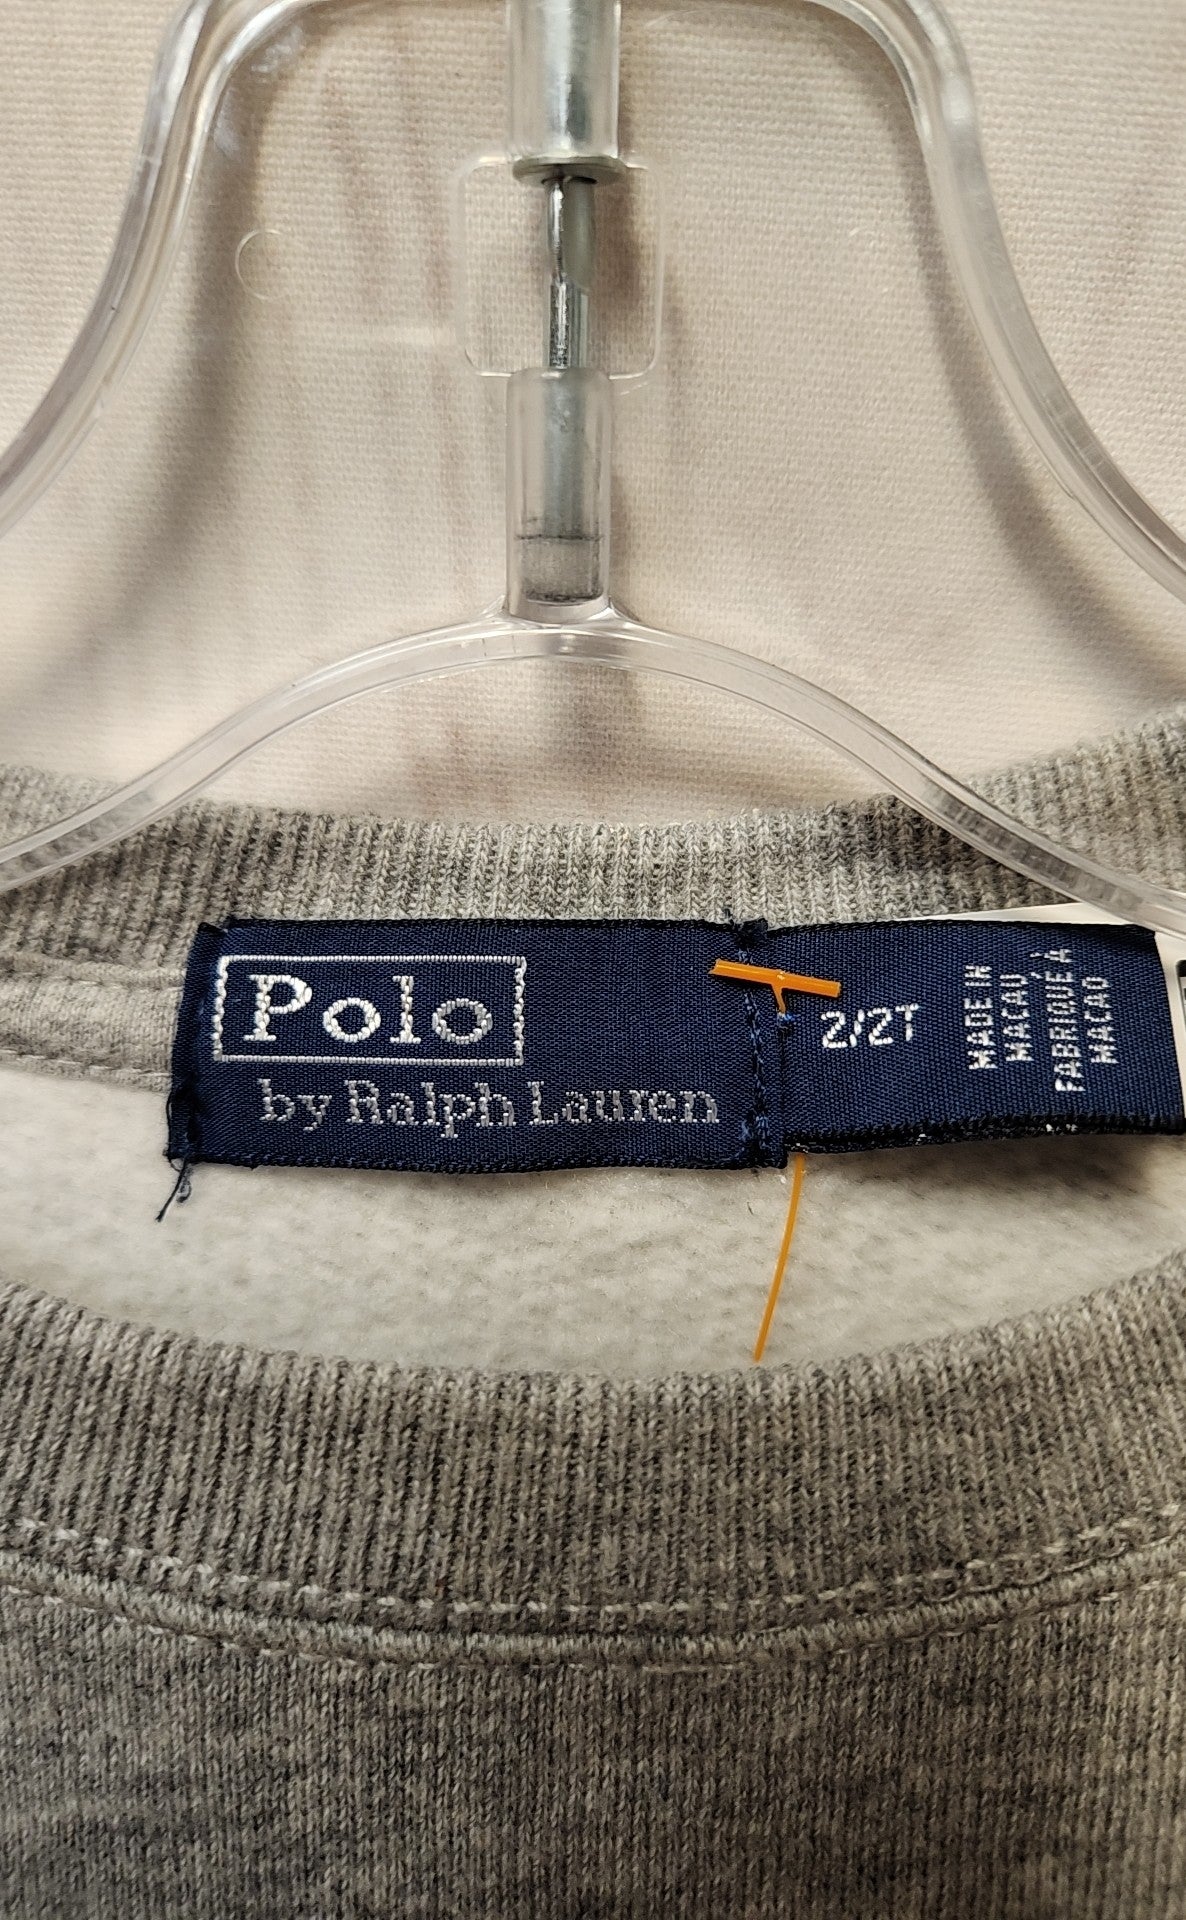 Polo
by Ralph Lauren
2/2T
MADE IN
MACAU
FABRIQUÉ À
MACAO